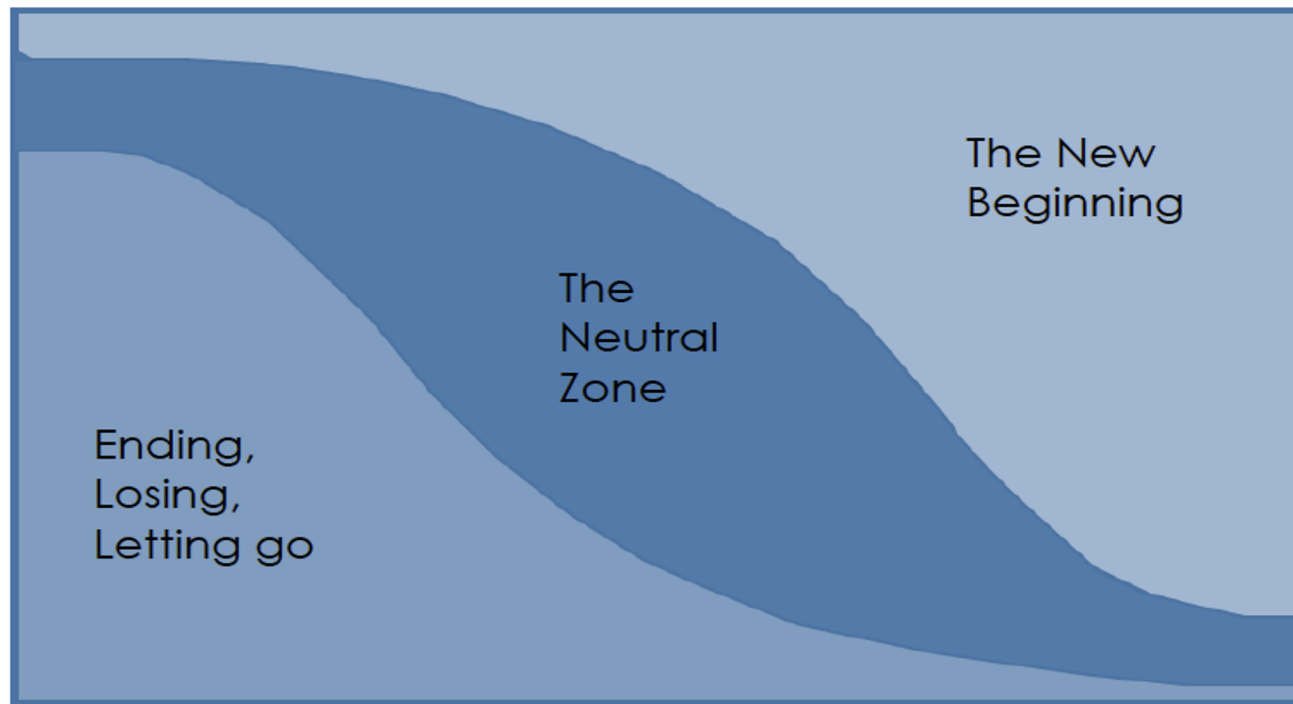 Ending,
Losing,
Letting go
The
Neutral
Zone
The New
Beginning